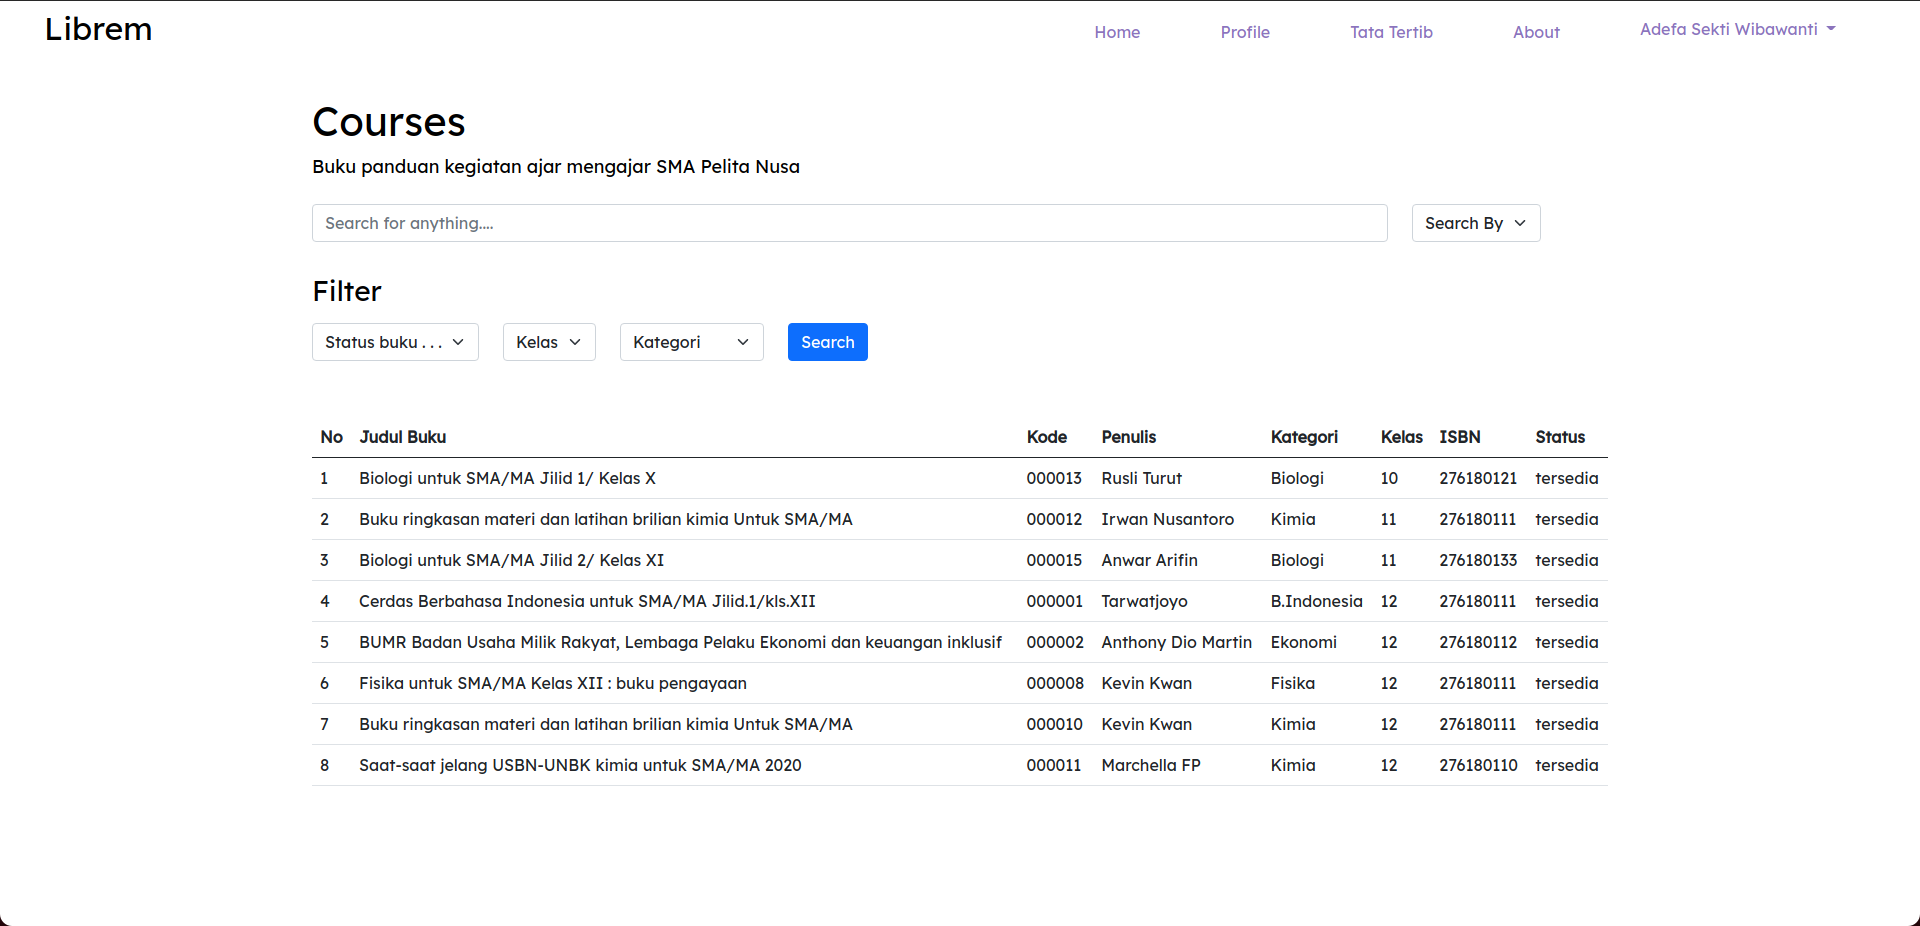 Librem Home Profile Tata Tertib About Adefa Sekti Wibawanti
Courses
Buku panduan kegiatan ajar mengajar SMA Pelita Nusa
Search for anything.... Search By
Filter
Status buku . . . Kelas Kategori Search
No Judul Buku Kode Penulis Kategori Kelas ISBN Status
1 Biologi untuk SMA/MA Jilid 1/ Kelas X 000013 Rusli Turut Biologi 10 276180121 tersedia
2 Buku ringkasan materi dan latihan brilian kimia Untuk SMA/MA 000012 Irwan Nusantoro Kimia 11 276180111 tersedia
3 Biologi untuk SMA/MA Jilid 2/ Kelas XI 000015 Anwar Arifin Biologi 11 276180133 tersedia
4 Cerdas Berbahasa Indonesia untuk SMA/MA Jilid.1/kls.XII 000001 Tarwatjoyo B.Indonesia 12 276180111 tersedia
5 BUMR Badan Usaha Milik Rakyat, Lembaga Pelaku Ekonomi dan keuangan inklusif 000002 Anthony Dio Martin Ekonomi 12 276180112 tersedia
6 Fisika untuk SMA/MA Kelas XII : buku pengayaan 000008 Kevin Kwan Fisika 12 276180111 tersedia
7 Buku ringkasan materi dan latihan brilian kimia Untuk SMA/MA 000010 Kevin Kwan Kimia 12 276180111 tersedia
8 Saat-saat jelang USBN-UNBK kimia untuk SMA/MA 2020 000011 Marchella FP Kimia 12 276180110 tersedia